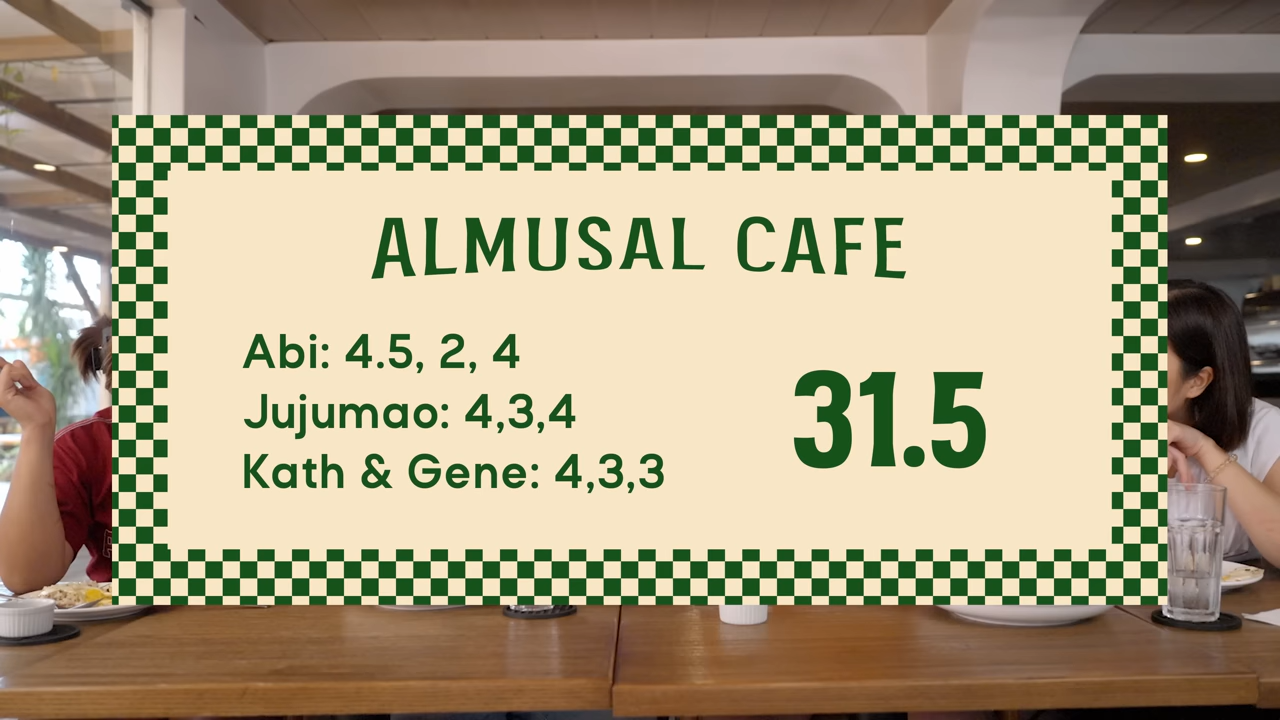 ALMUSAL CAFE
Abi: 4.5, 2, 4
Jujumao: 4,3,4
Kath & Gene: 4,3,3
31.5